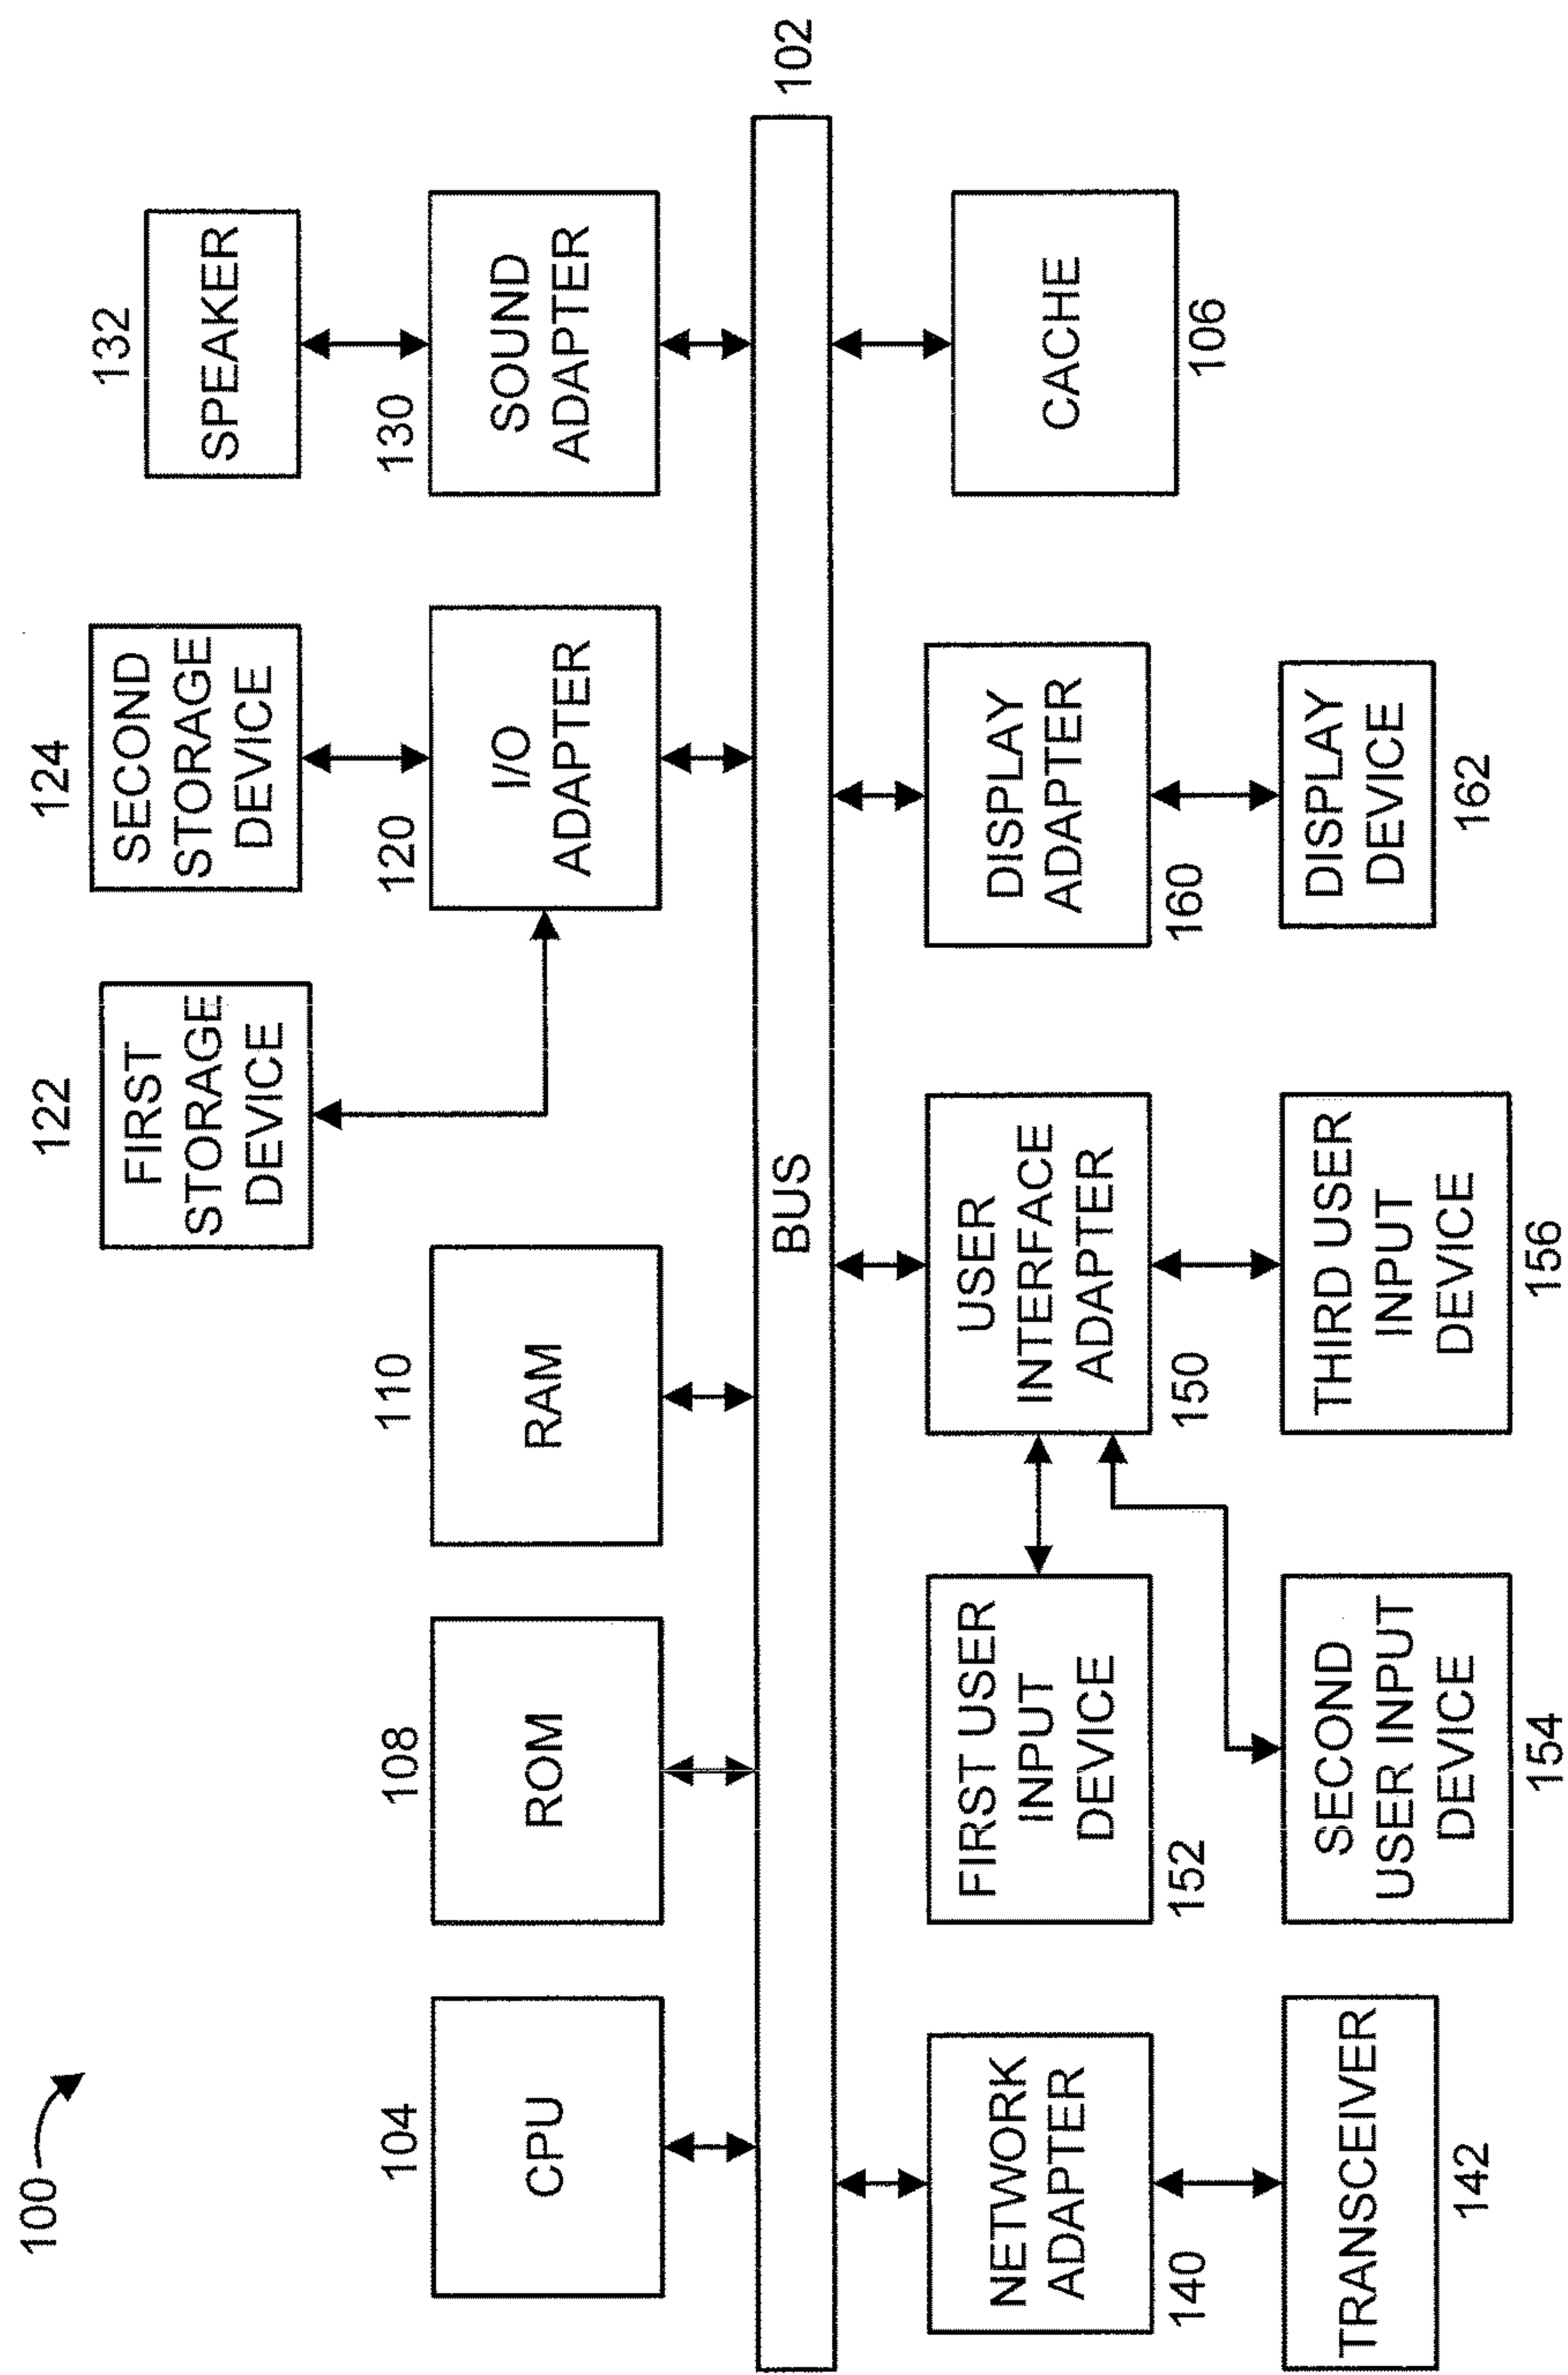 100
122
FIRST
STORAGE
DEVICE
124
SECOND
STORAGE
DEVICE
132
SPEAKER
104
CPU
108
ROM
110
RAM
120
I/O
ADAPTER
130
SOUND
ADAPTER
BUS
102
NETWORK
ADAPTER
140
FIRST USER
INPUT
DEVICE
152
USER
INTERFACE
ADAPTER
150
DISPLAY
ADAPTER
160
CACHE
106
TRANSCEIVER
142
SECOND
USER INPUT
DEVICE
154
THIRD USER
INPUT
DEVICE
156
DISPLAY
DEVICE
162